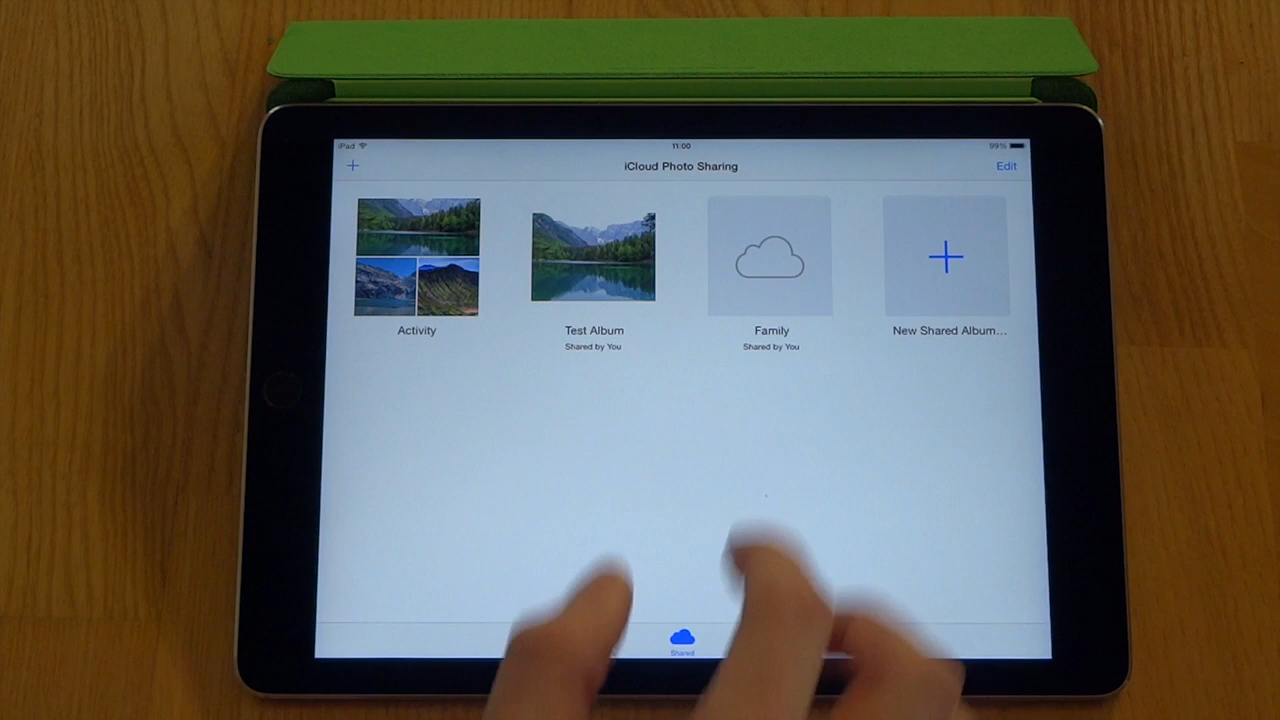 iPad 11:00 99%
iCloud Photo Sharing Edit
Activity Test Album Family New Shared Album...
Shared by You Shared by You
Shared